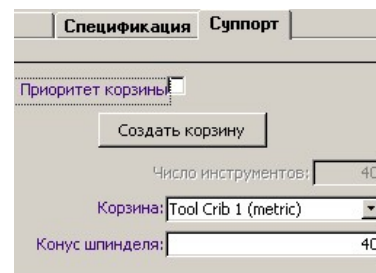 Спецификация Суппорт
Приоритет корзины
Создать корзину
Число инструментов: 40
Корзина: Tool Crib 1 (metric)
Конус шпинделя: 40